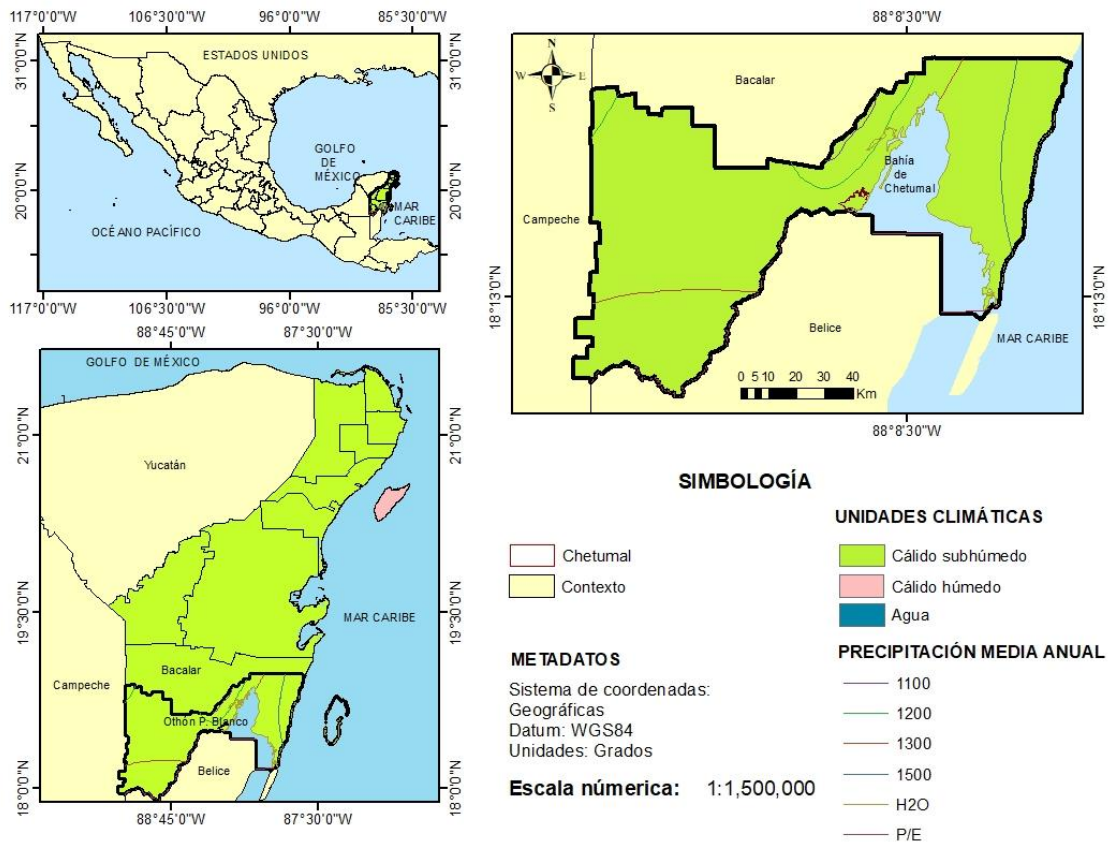 117°0'0"W 106°30'0"W 96°0'0"W 85°30'0"W
31°0'0"N
31°0'0"N
20°0'0"N
20°0'0"N
ESTADOS UNIDOS
GOLFO
DE
MÉXICO
MAR
CARIBE
OCÉANO PACÍFICO
117°0'0"W 106°30'0"W 96°0'0"W 85°30'0"W
88°8'30"W
N
W E
S
Bacalar
Bahía
de
Chetumal
Campeche
18°13'0"N
18°13'0"N
Belice
MAR CARIBE
0 5 10 20 30 40
Km
88°8'30"W
88°45'0"W 87°30'0"W
GOLFO DE MÉXICO
21°0'0"N
21°0'0"N
Yucatán
19°30'0"N
19°30'0"N
MAR CARIBE
Bacalar
Campeche
Othón P. Blanco
Belice
18°0'0"N
18°0'0"N
88°45'0"W 87°30'0"W
SIMBOLOGÍA
Chetumal
Contexto
UNIDADES CLIMÁTICAS
Cálido subhúmedo
Cálido húmedo
Agua
METADATOS
Sistema de coordenadas:
Geográficas
Datum: WGS84
Unidades: Grados
Escala númerica: 1:1,500,000
PRECIPITACIÓN MEDIA ANUAL
1100
1200
1300
1500
H2O
P/E